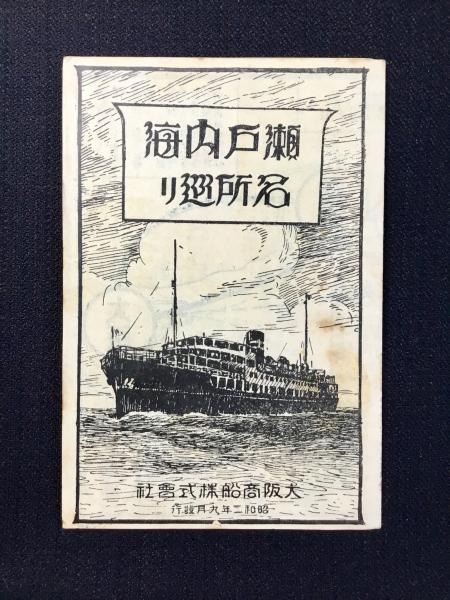 瀬戸内海
名所巡り
大阪商船株式會社
昭和二年九月發行